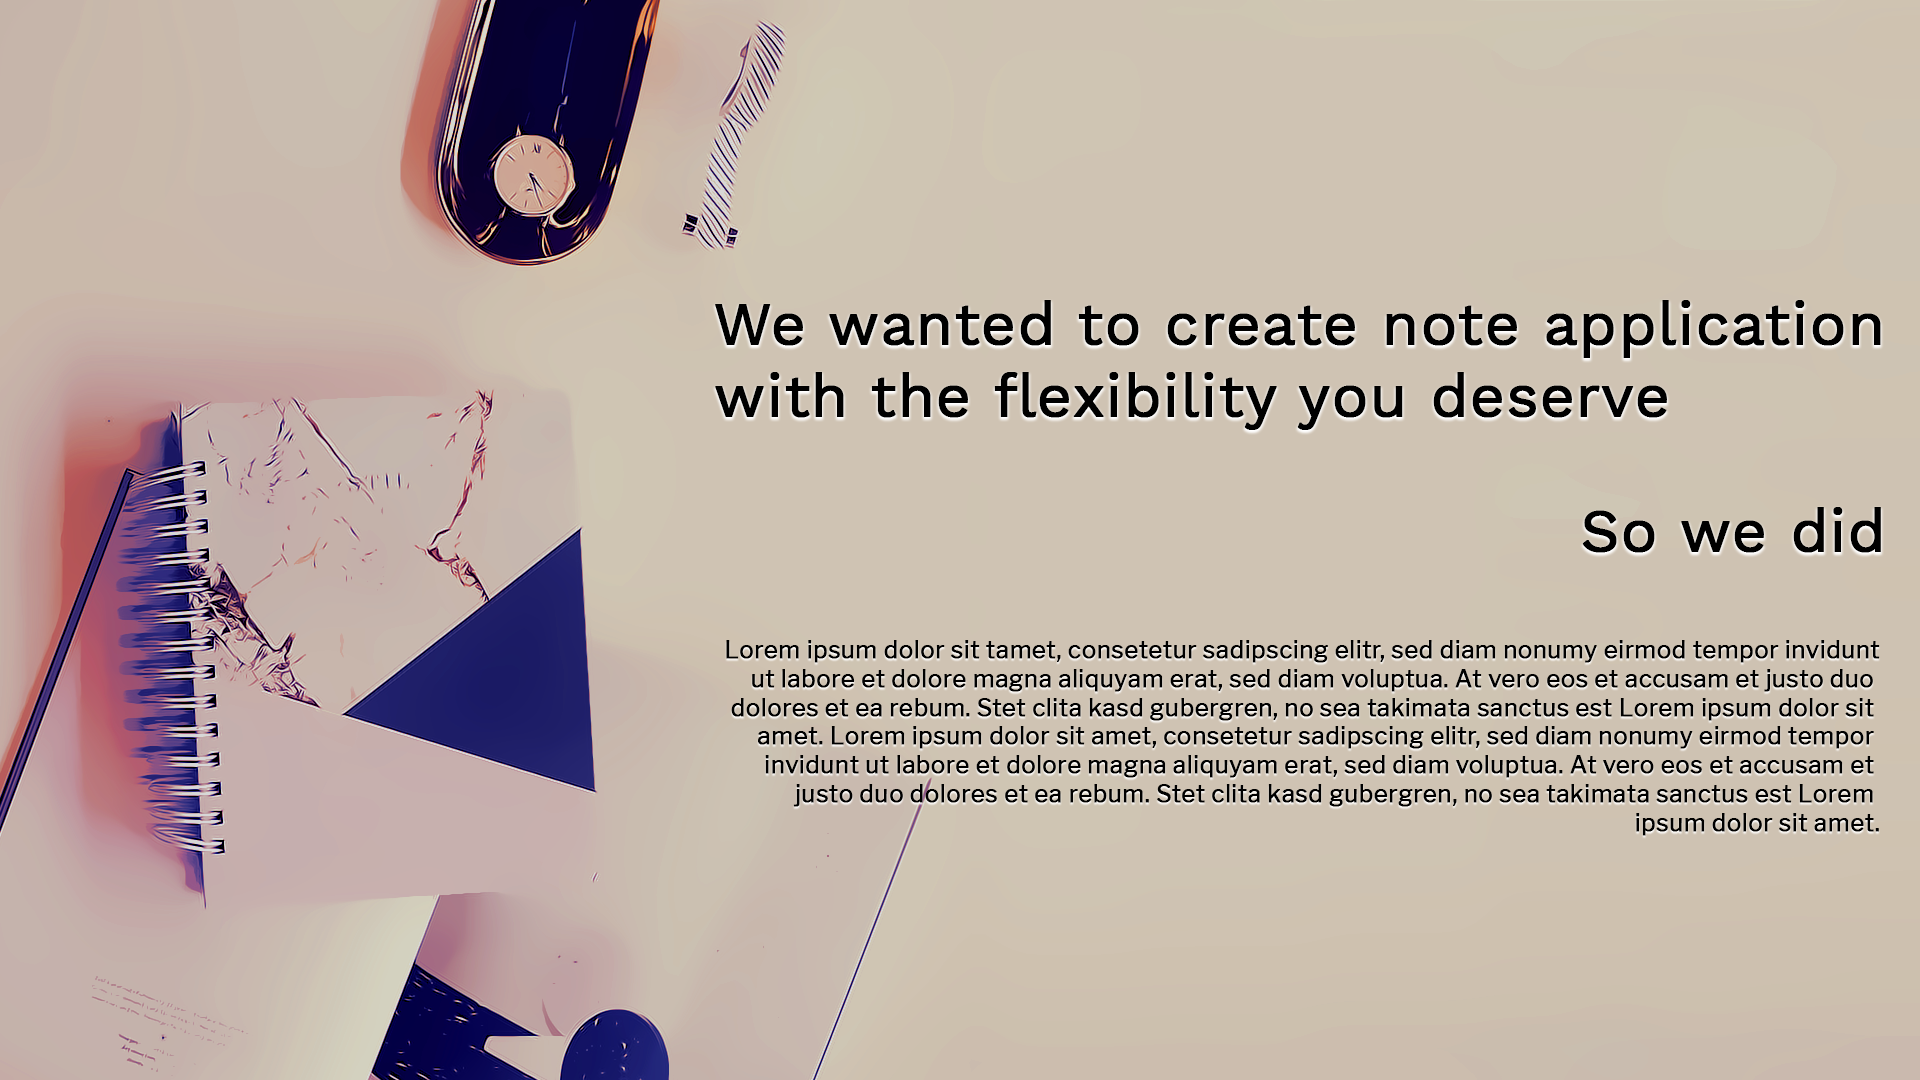 We wanted to create note application
with the flexibility you deserve
So we did
Lorem ipsum dolor sit tamet, consetetur sadipscing elitr, sed diam nonumy eirmod tempor invidunt
ut labore et dolore magna aliquyam erat, sed diam voluptua. At vero eos et accusam et justo duo
dolores et ea rebum. Stet clita kasd gubergren, no sea takimata sanctus est Lorem ipsum dolor sit
amet. Lorem ipsum dolor sit amet, consetetur sadipscing elitr, sed diam nonumy eirmod tempor
invidunt ut labore et dolore magna aliquyam erat, sed diam voluptua. At vero eos et accusam et
justo duo dolores et ea rebum. Stet clita kasd gubergren, no sea takimata sanctus est Lorem
ipsum dolor sit amet.